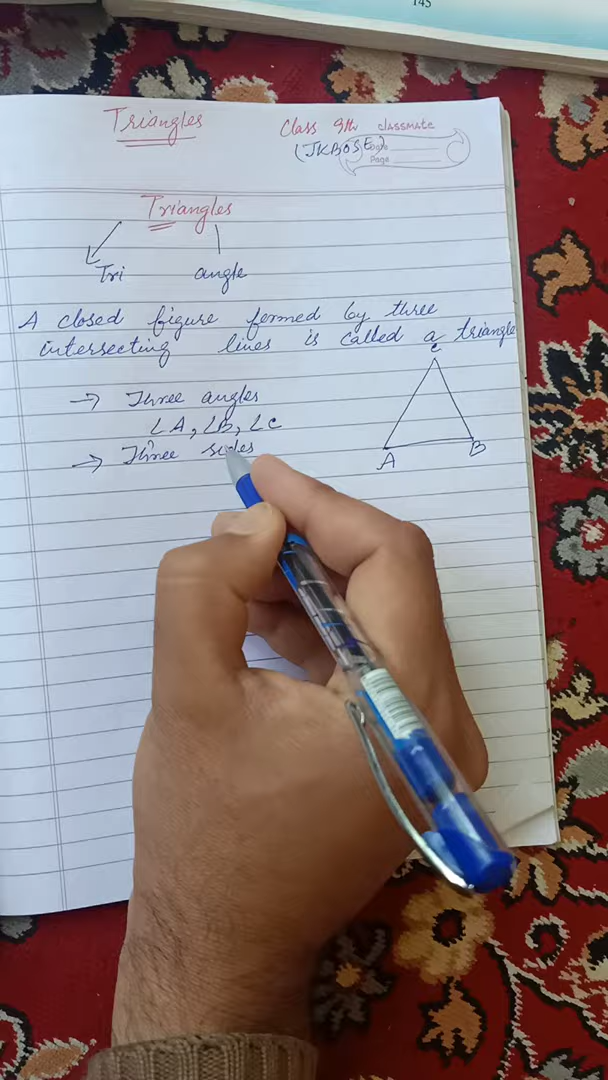 145
Triangles
Class 9th classmate
(JKBOSE)
Page
Triangles
Tri angle
A closed figure formed by three
intersecting lines is called a triangle
C
→ Three angles
∠A, ∠B, ∠C
→ Three sides
A B